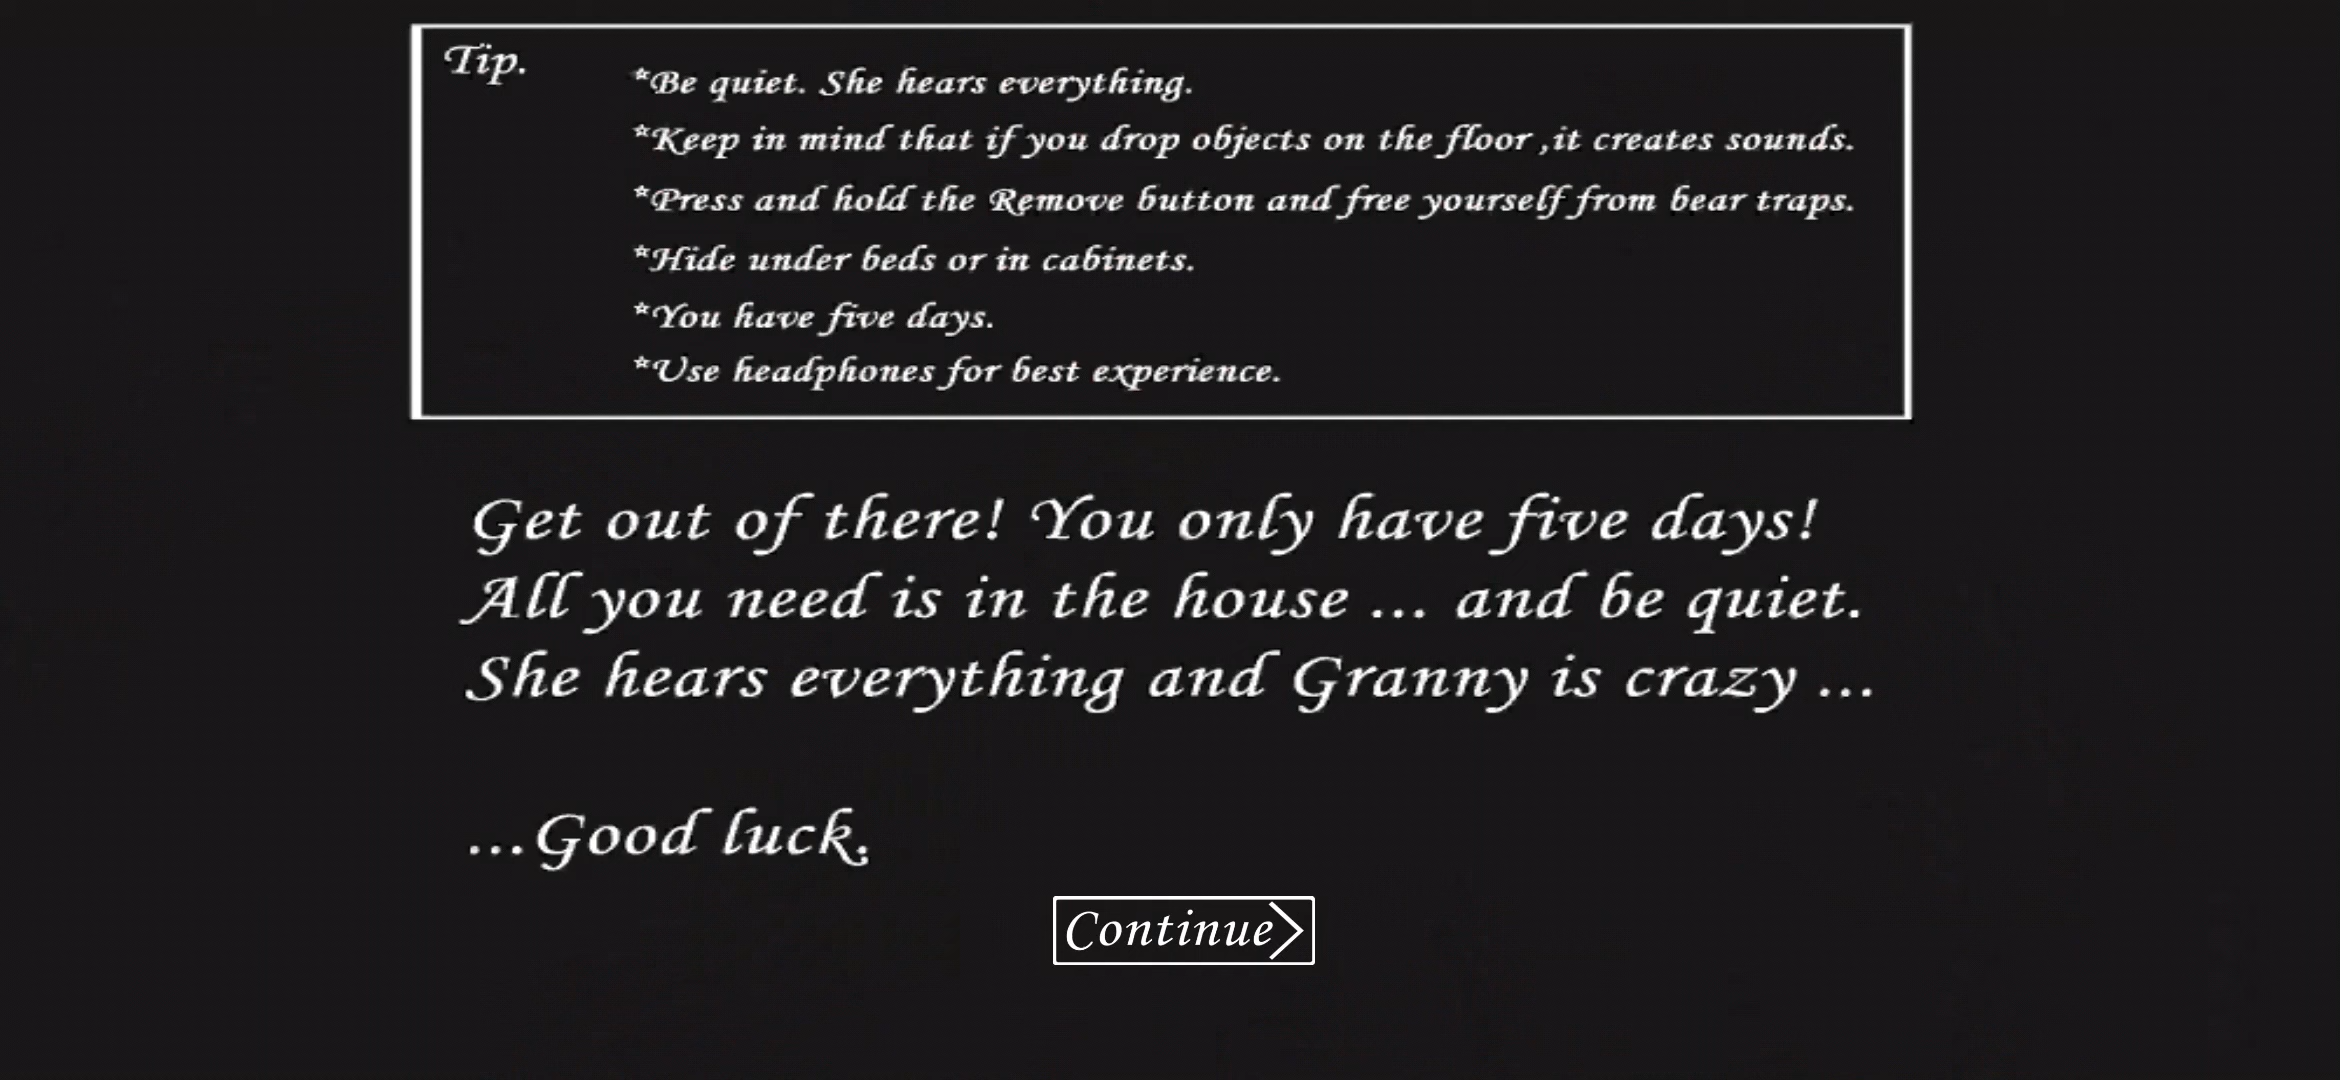 Tip.
*Be quiet. She hears everything.
*Keep in mind that if you drop objects on the floor ,it creates sounds.
*Press and hold the Remove button and free yourself from bear traps.
*Hide under beds or in cabinets.
*You have five days.
*Use headphones for best experience.
Get out of there! You only have five days!
All you need is in the house ... and be quiet.
She hears everything and Granny is crazy ...
...Good luck.
Continue>